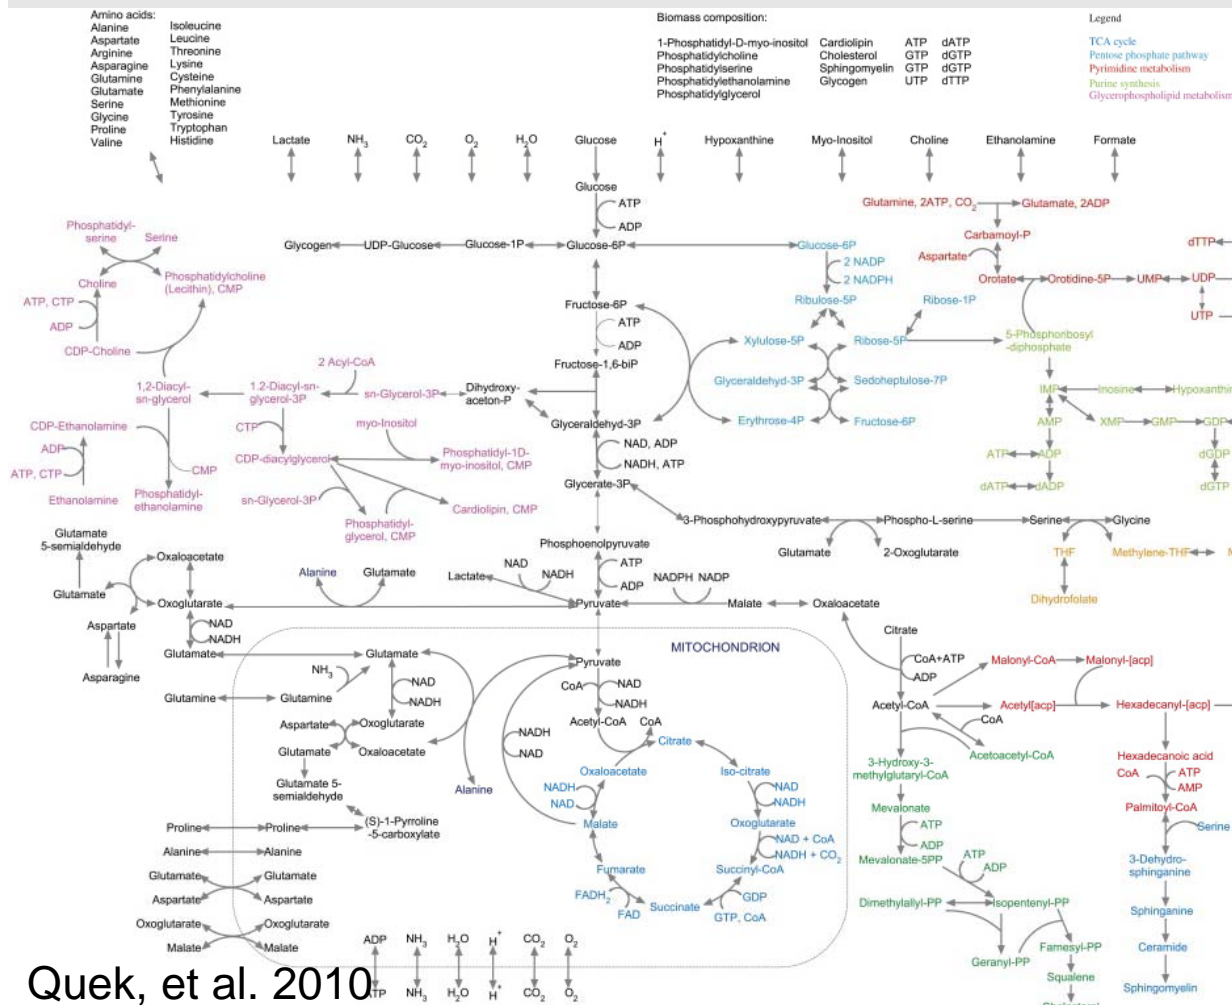 Amino acids:
Alanine
Aspartate
Arginine
Asparagine
Glutamine
Glutamate
Serine
Glycine
Proline
Valine
Isoleucine
Leucine
Threonine
Lysine
Cysteine
Phenylalanine
Methionine
Tyrosine
Tryptophan
Histidine
Biomass composition:
1-Phosphatidyl-D-myo-inositol Cardiolipin ATP dATP
Phosphatidylcholine Cholesterol GTP dGTP
Phosphatidylserine Sphingomyelin GTP dGTP
Phosphatidylethanolamine Glycogen UTP dTTP
Phosphatidylglycerol
Legend
TCA cycle
Pentose phosphate pathway
Pyrimidine metabolism
Purine synthesis
Glycerophospholipid metabolism
Lactate NH3 CO2 O2 H2O Glucose H+ Hypoxanthine Myo-Inositol Choline Ethanolamine Formate
Glucose
ATP
ADP
Glycogen UDP-Glucose Glucose-1P Glucose-6P Glucose-6P
2 NADP
2 NADPH
Fructose-6P
ATP
ADP
Fructose-1,6-biP
Dihydroxy-
aceton-P
Glyceraldehyd-3P
NAD, ADP
NADH, ATP
Glycerate-3P
Phosphoenolpyruvate
ATP
ADP
Pyruvate
Ribulose-5P
Ribose-1P
Xylulose-5P
Ribose-5P
Glyceraldehyd-3P
Sedoheptulose-7P
Erythrose-4P
Fructose-6P
Glutamine, 2ATP, CO2 Glutamate, 2ADP
Carbamoyl-P
Aspartate
Orotate Orotidine-5P UMP UDP
dTTP
UTP
5-Phosphoribosyl
-diphosphate
IMP Inosine Hypoxanthin
AMP XMP GMP GDP
ATP ADP dGDP
dATP dADP dGTP
Phosphatidyl-
serine
Serine
Choline
Phosphatidylcholine
(Lecithin), CMP
ATP, CTP
ADP
CDP-Choline
1,2-Diacyl-
sn-glycerol
1.2-Diacyl-sn-
glycerol-3P
2 Acyl-CoA
sn-Glycerol-3P
CDP-Ethanolamine
ADP
ATP, CTP
Ethanolamine
CMP
Phosphatidyl-
ethanolamine
CTP
CDP-diacylglycerol
myo-Inositol
Phosphatidyl-1D-
myo-inositol, CMP
sn-Glycerol-3P
Cardiolipin, CMP
Phosphatidyl-
glycerol, CMP
3-Phosphohydroxypyruvate Phospho-L-serine Serine Glycine
Glutamate 2-Oxoglutarate THF Methylene-THF
Dihydrofolate
Glutamate
5-semialdehyde
Oxaloacetate
Glutamate
Oxoglutarate
Aspartate
NAD
NADH
Asparagine
Glutamate
Alanine Glutamate
Lactate
NAD
NADH
NADPH NADP
Malate Oxaloacetate
MITOCHONDRION
Glutamate
NH3
NAD
NADH
Glutamine Glutamine
Aspartate Oxoglutarate
Glutamate Oxaloacetate
Glutamate 5-
semialdehyde
(S)-1-Pyrroline
-5-carboxylate
Proline Proline
Alanine Alanine
Glutamate Glutamate
Aspartate Aspartate
Oxoglutarate Oxoglutarate
Malate Malate
Alanine
Pyruvate
CoA NAD
NADH
Acetyl-CoA CoA
NADH
NAD
Citrate
Oxaloacetate Iso-citrate
NADH
NAD
NAD
NADH
Malate Oxoglutarate
NAD + CoA
NADH + CO2
Fumarate Succinyl-CoA
FADH2
FAD
Succinate
GDP
GTP, CoA
ADP NH3 H2O H+ CO2 O2
ATP NH3 H2O H+ CO2 O2
Citrate
CoA+ATP
ADP
Acetyl-CoA
Malonyl-CoA Malonyl-[acp]
Acetyl[acp] Hexadecanyl-[acp]
CoA
Acetoacetyl-CoA
3-Hydroxy-3-
methylglutaryl-CoA
Mevalonate
ATP
ADP
Mevalonate-5PP
ATP
ADP
Dimethylallyl-PP Isopentenyl-PP
Geranyl-PP
Farnesyl-PP
Squalene
Hexadecanoic acid
CoA ATP
AMP
Palmitoyl-CoA
Serine
3-Dehydro-
sphinganine
Sphinganine
Ceramide
Sphingomyelin
Quek, et al. 2010